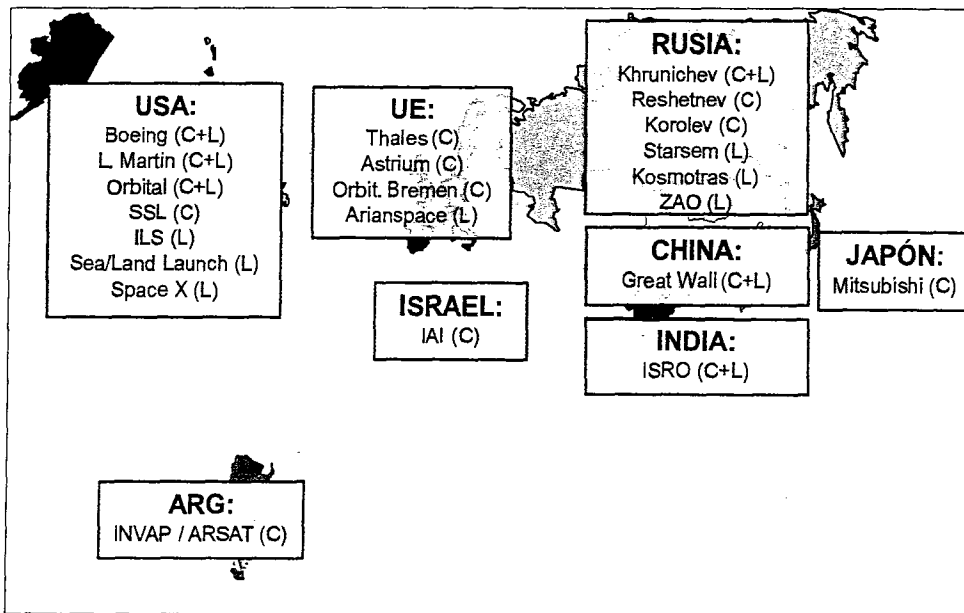 USA:
Boeing (C+L)
L. Martin (C+L)
Orbital (C+L)
SSL (C)
ILS (L)
Sea/Land Launch (L)
Space X (L)
UE:
Thales (C)
Astrium (C)
Orbit. Bremen (C)
Arianspace (L)
RUSIA:
Khrunichev (C+L)
Reshetnev (C)
Korolev (C)
Starsem (L)
Kosmotras (L)
ZAO (L)
ISRAEL:
IAI (C)
CHINA:
Great Wall (C+L)
JAPÓN:
Mitsubishi (C)
INDIA:
ISRO (C+L)
ARG:
INVAP / ARSAT (C)